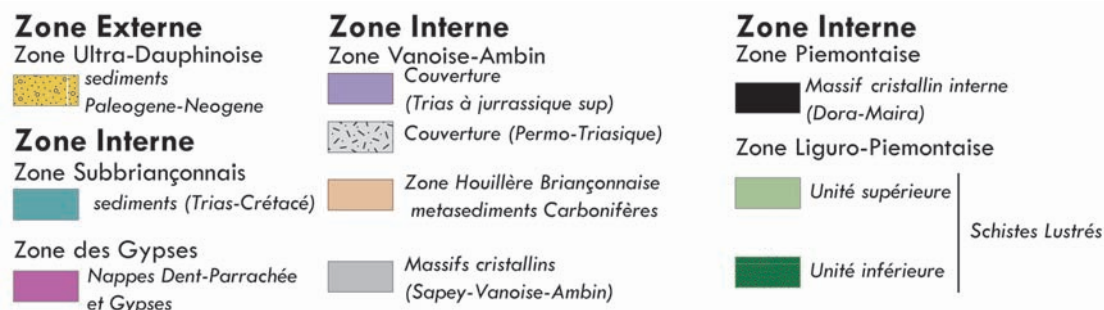 Zone Externe
Zone Ultra-Dauphinoise
sediments
Paleogene-Neogene
Zone Interne
Zone Subbriançonnais
sediments (Trias-Crétacé)
Zone des Gypses
Nappes Dent-Parrachée
et Gypses
Zone Interne
Zone Vanoise-Ambin
Couverture
(Trias à jurrassique sup)
Couverture (Permo-Triasique)
Zone Houillère Briançonnaise
metasediments Carbonifères
Massifs cristallins
(Sapey-Vanoise-Ambin)
Zone Interne
Zone Piemontaise
Massif cristallin interne
(Dora-Maira)
Zone Liguro-Piemontaise
Unité supérieure
Schistes Lustrés
Unité inférieure